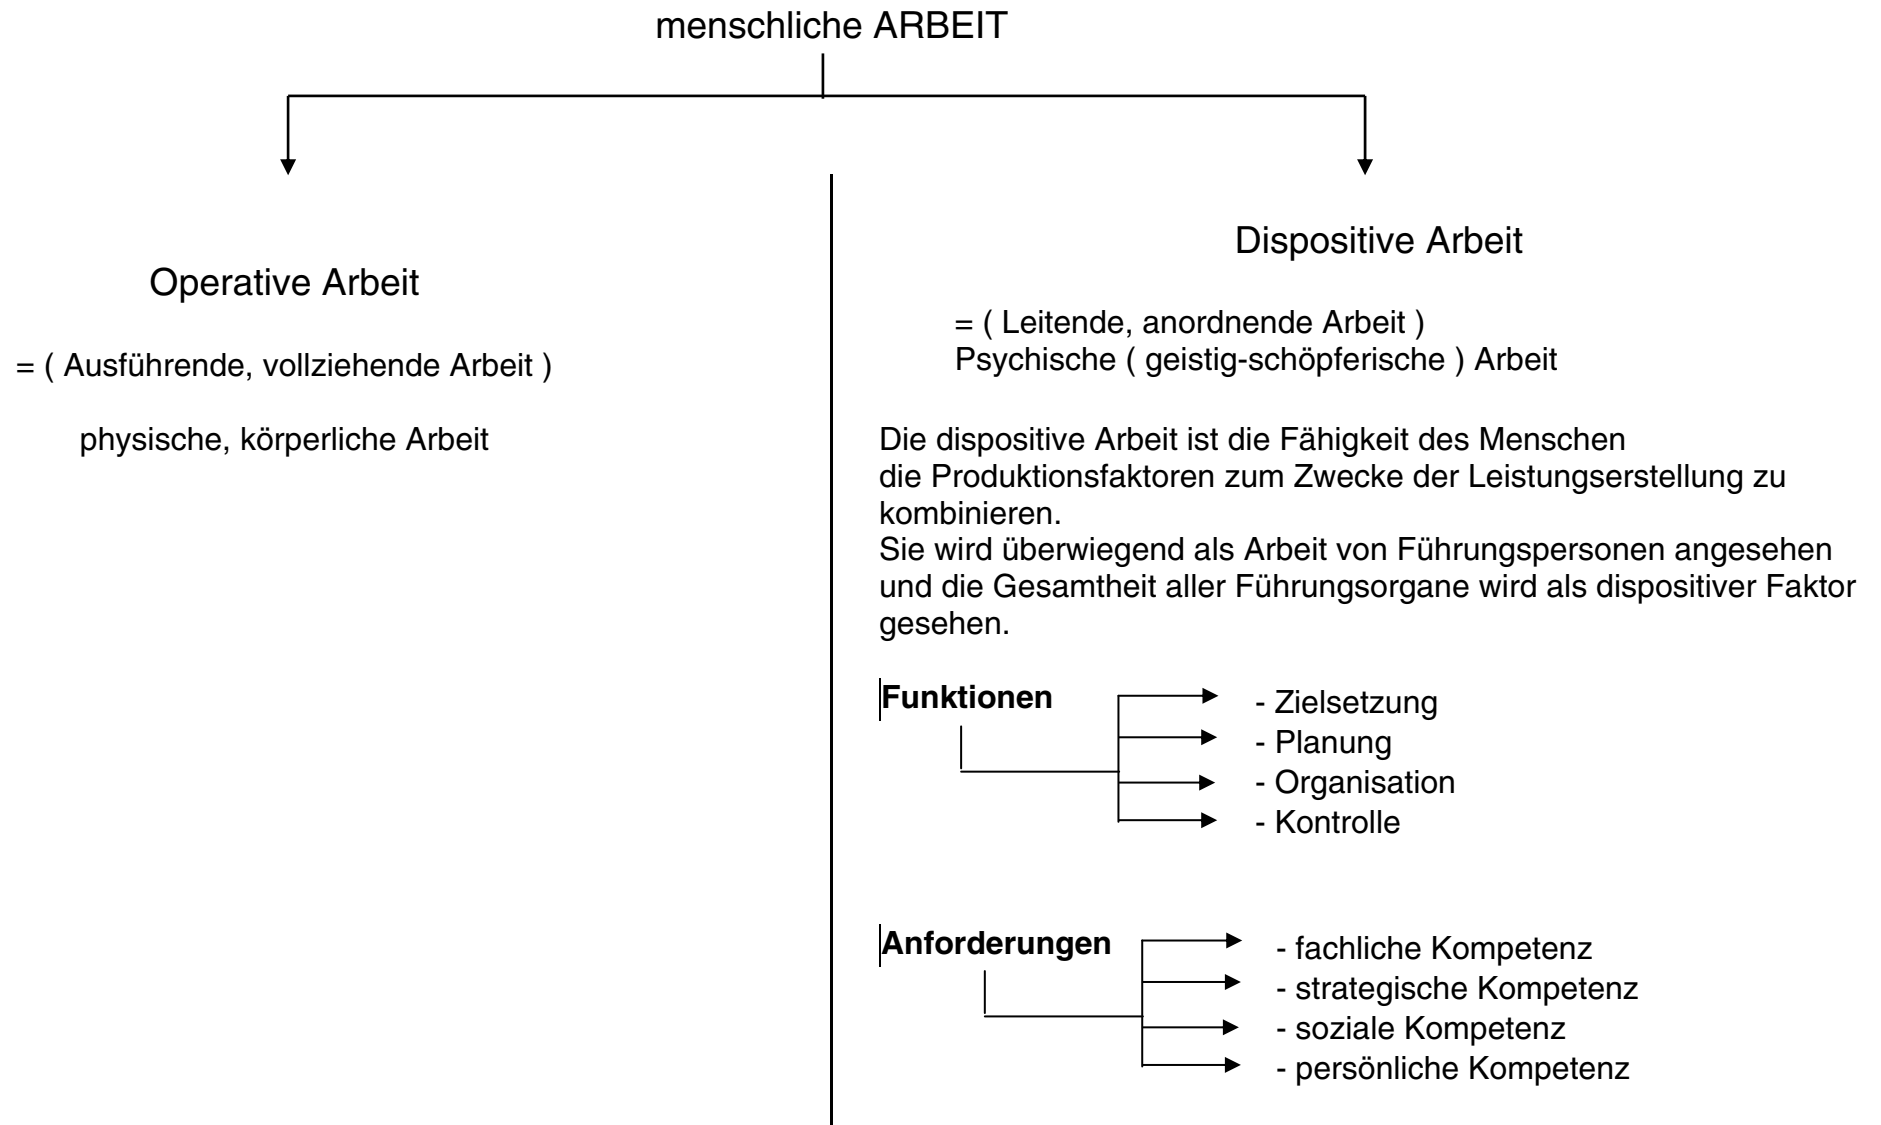 menschliche ARBEIT
Operative Arbeit
= ( Ausführende, vollziehende Arbeit )
physische, körperliche Arbeit
Dispositive Arbeit
= ( Leitende, anordnende Arbeit )
Psychische ( geistig-schöpferische ) Arbeit
Die dispositive Arbeit ist die Fähigkeit des Menschen
die Produktionsfaktoren zum Zwecke der Leistungserstellung zu
kombinieren.
Sie wird überwiegend als Arbeit von Führungspersonen angesehen
und die Gesamtheit aller Führungsorgane wird als dispositiver Faktor
gesehen.
Funktionen
- Zielsetzung
- Planung
- Organisation
- Kontrolle
Anforderungen
- fachliche Kompetenz
- strategische Kompetenz
- soziale Kompetenz
- persönliche Kompetenz